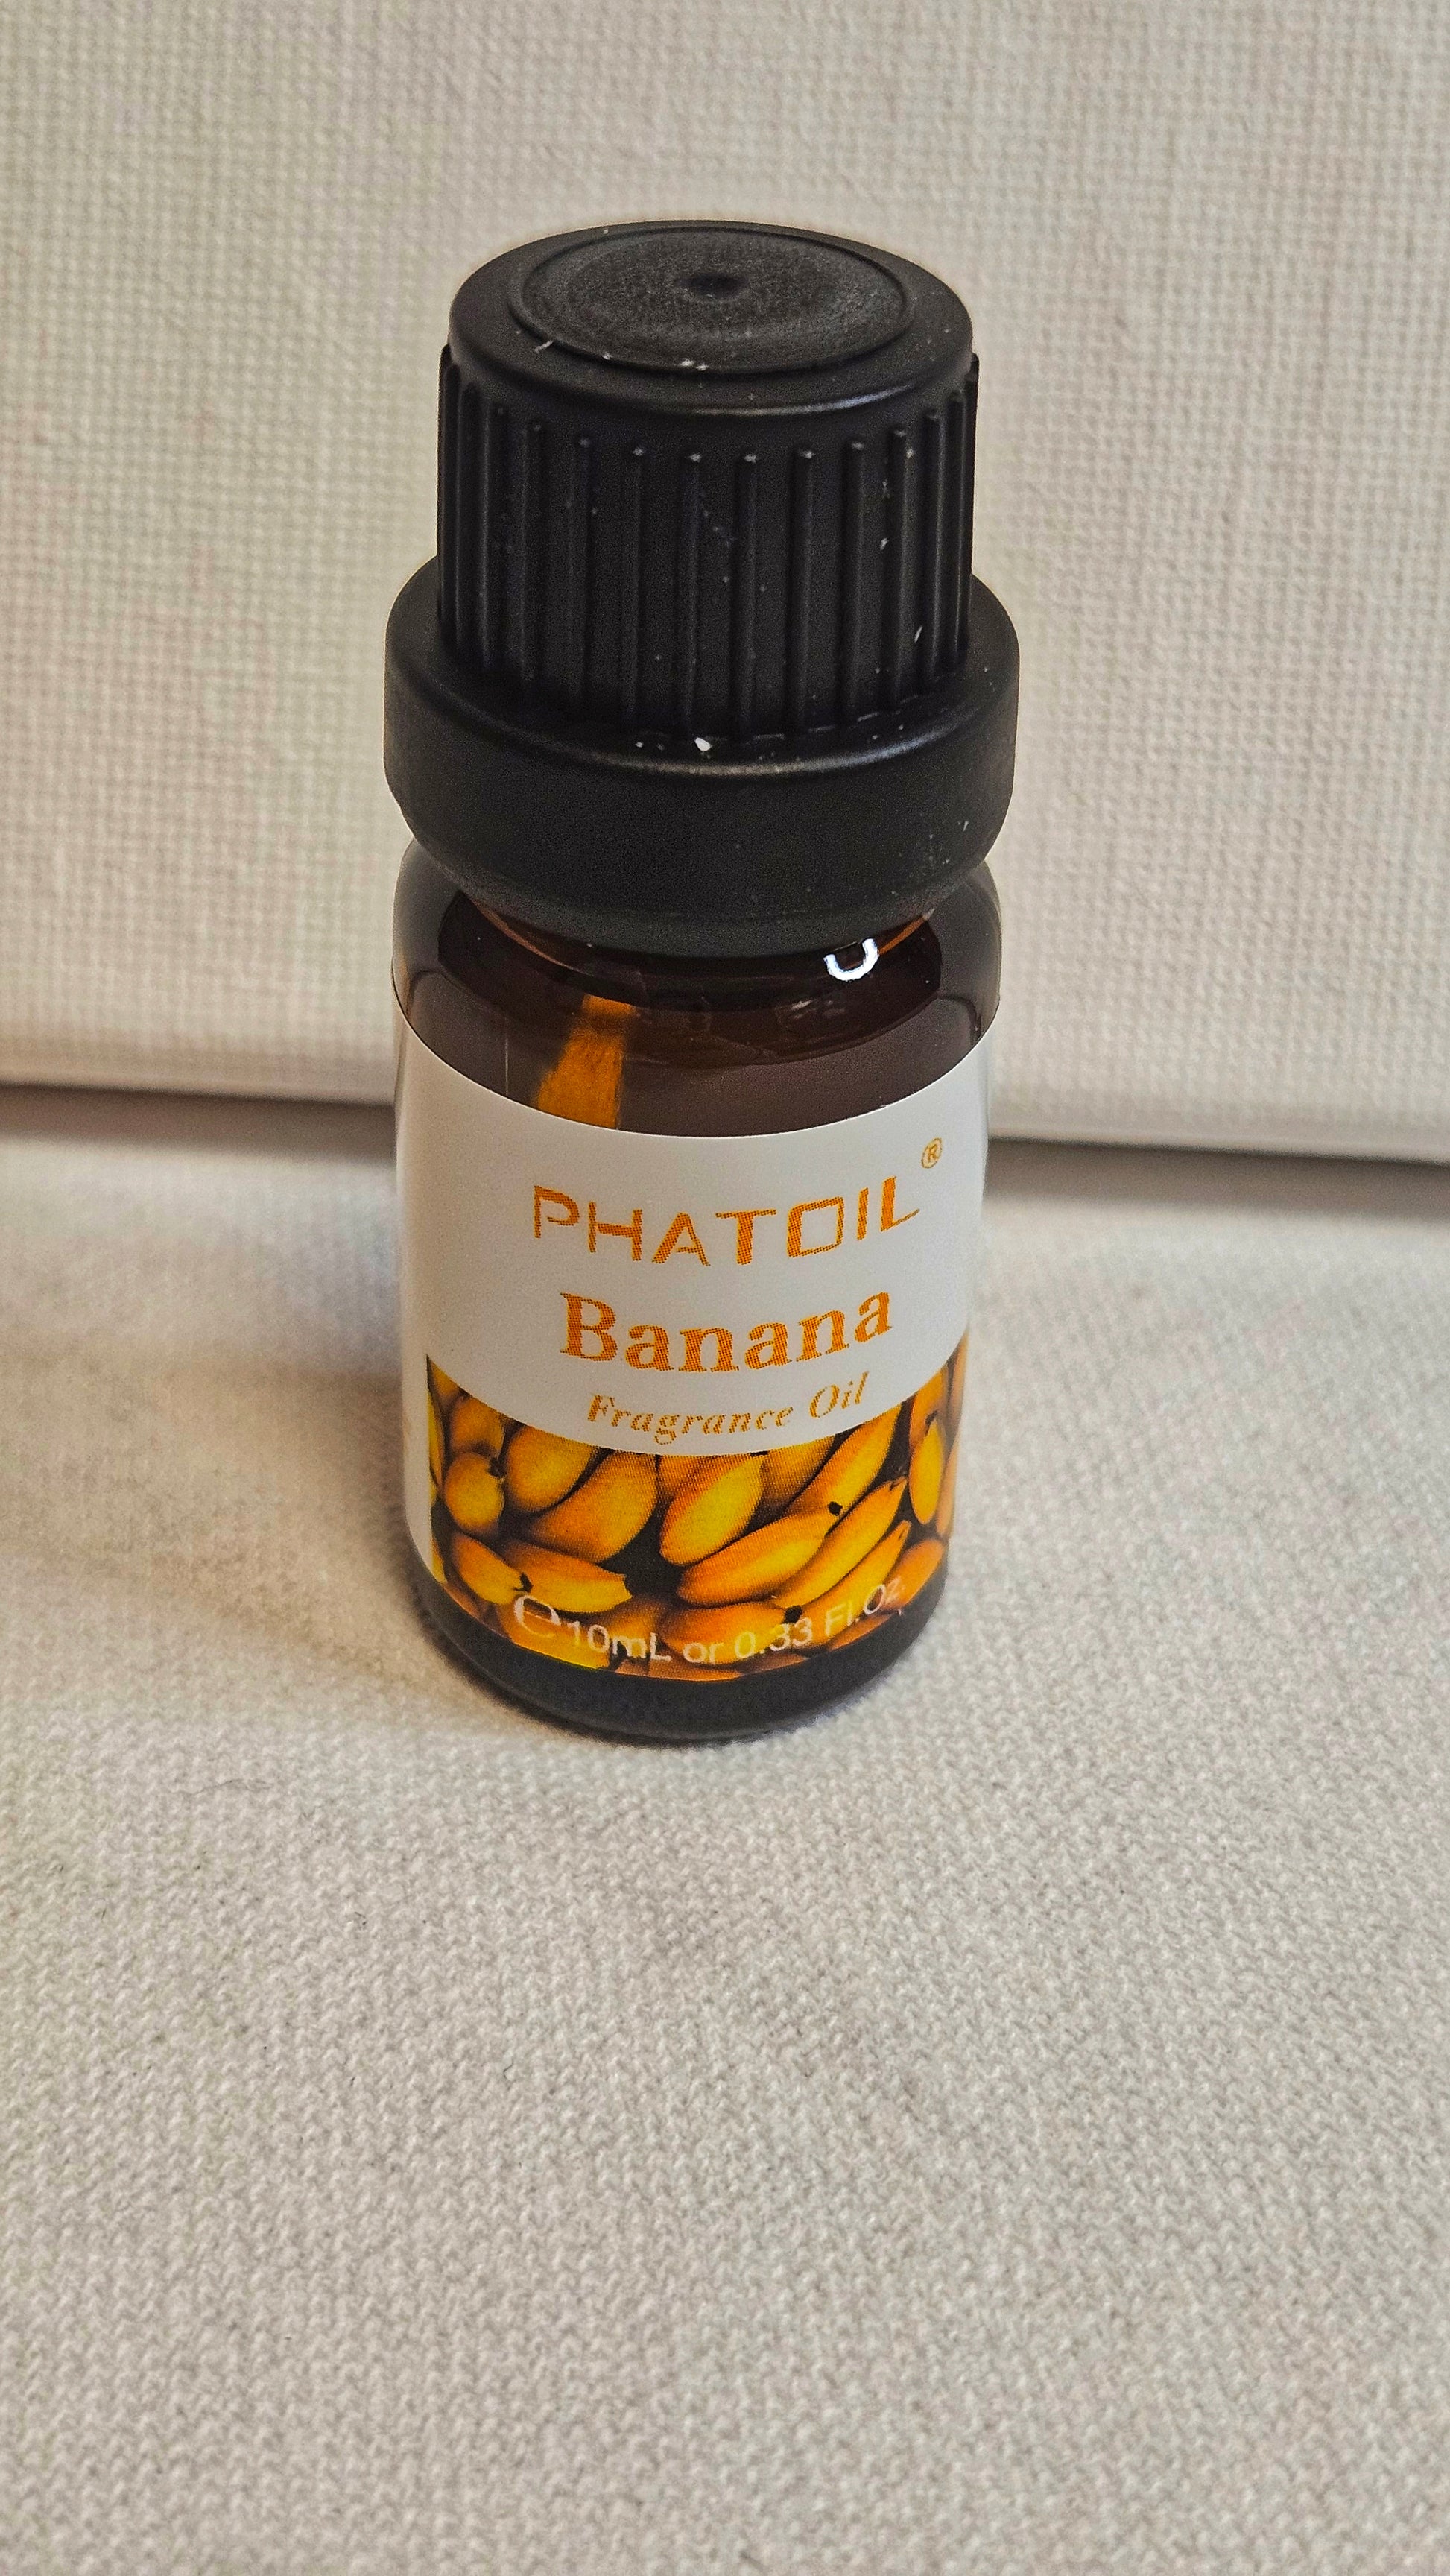 PHATOIL®
Banana
Fragrance Oil
℮10mL or 0.33 Fl.Oz